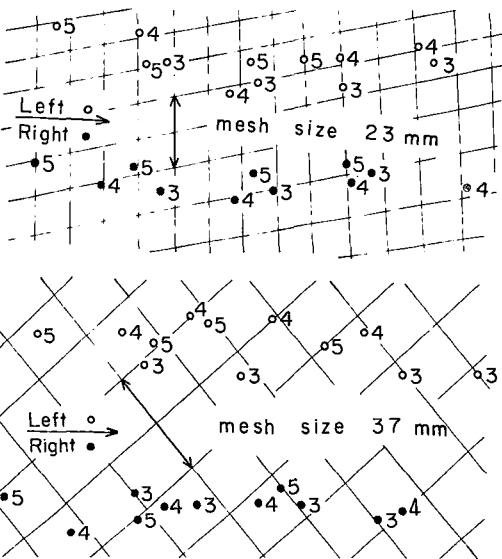 5
4
5 3 5 5 4 4 3
4 3 3
Left
mesh size 23 mm
Right
5 5 5 5 3
4 3 4 3 4 4
4 4
5 4 5 5 4
3 5
3 3 3
Left
mesh size 37 mm
Right
5 3 5
4 3 4 3 4
5 3
4